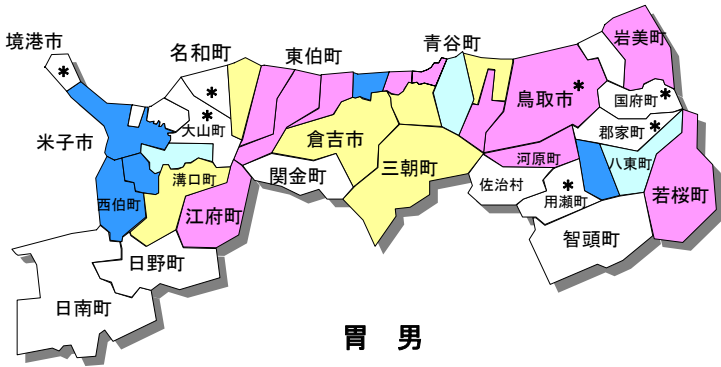 境港市
*
名和町
*
東伯町
青谷町
岩美町
鳥取市*
国府町*
郡家町*
米子市
*
大山町
倉吉市
溝口町
関金町
三朝町
河原町
八東町
佐治村
*
用瀬町
若桜町
西伯町
江府町
智頭町
日野町
日南町
胃 男